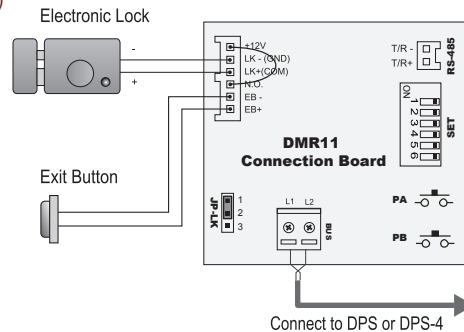 Electronic Lock
-
+
+12V
LK - (GND)
LK+(COM)
N.O.
EB -
EB+
T/R -
T/R+
RS-485
ON
1
2
3
4
5
6
SET
DMR11
Connection Board
Exit Button
JP-LK
1
2
3
L1 L2
BUS
PA
PB
Connect to DPS or DPS-4